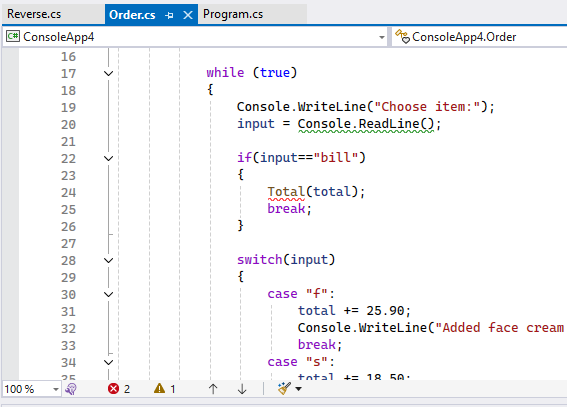 Reverse.cs Order.cs Program.cs
C# ConsoleApp4 ConsoleApp4.Order
16
17 while (true)
18 {
19 Console.WriteLine("Choose item:");
20 input = Console.ReadLine();
21
22 if(input=="bill")
23 {
24 Total(total);
25 break;
26 }
27
28 switch(input)
29 {
30 case "f":
31 total += 25.90;
32 Console.WriteLine("Added face cream
33 break;
34 case "s":
35 total += 18.50;
100 % 2 1